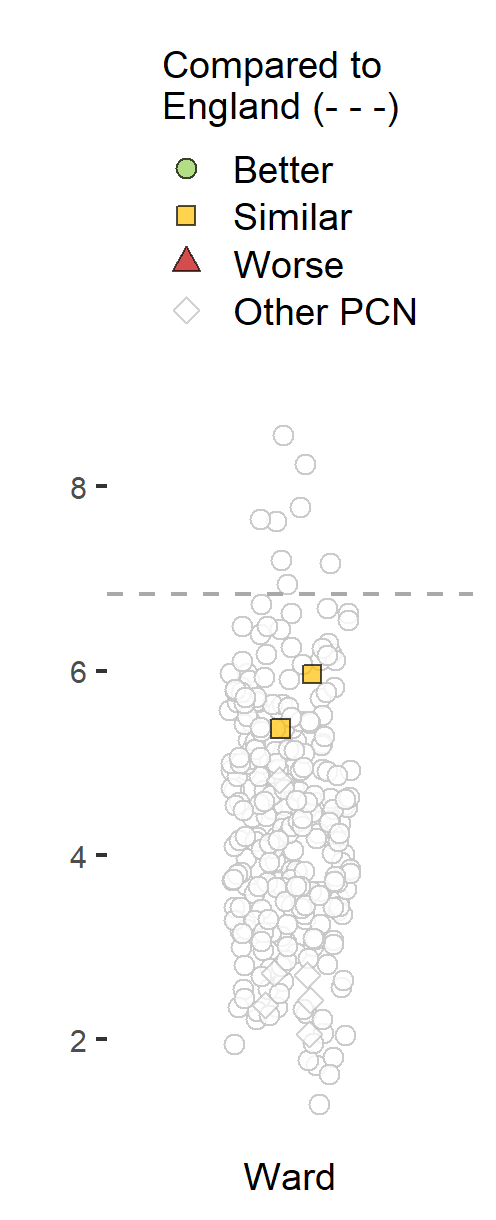 Compared to
England (- - -)
Better
Similar
Worse
Other PCN
8
6
4
2
Ward